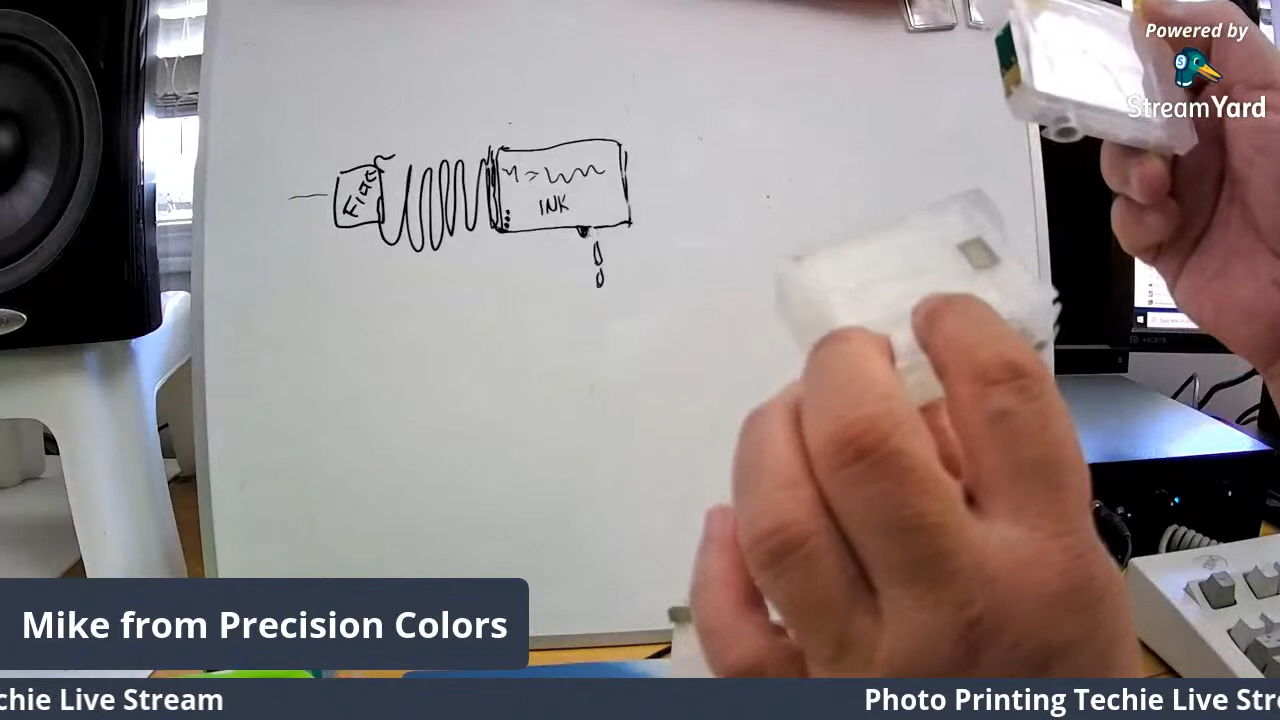 Powered by
StreamYard
INK
Mike from Precision Colors
chie Live Stream
Photo Printing Techie Live Stre